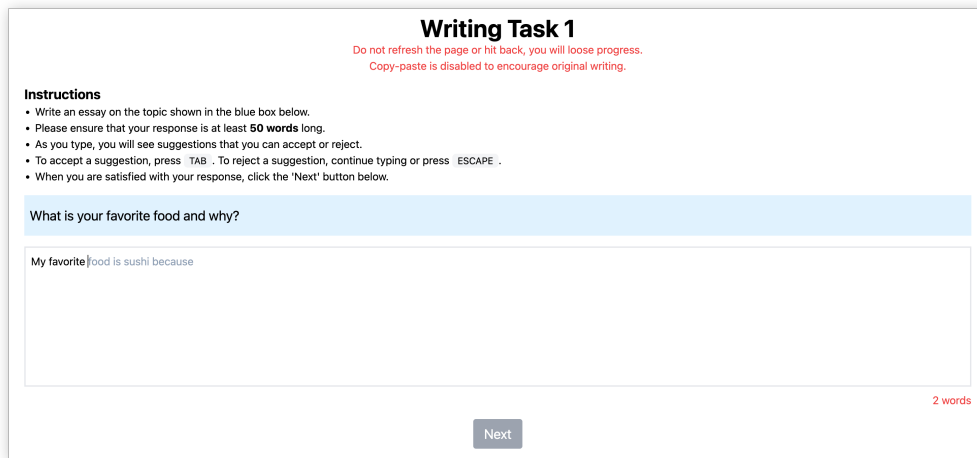 Writing Task 1
Do not refresh the page or hit back, you will loose progress.
Copy-paste is disabled to encourage original writing.
Instructions
• Write an essay on the topic shown in the blue box below.
• Please ensure that your response is at least 50 words long.
• As you type, you will see suggestions that you can accept or reject.
• To accept a suggestion, press TAB . To reject a suggestion, continue typing or press ESCAPE .
• When you are satisfied with your response, click the 'Next' button below.
What is your favorite food and why?
My favorite food is sushi because
2 words
Next